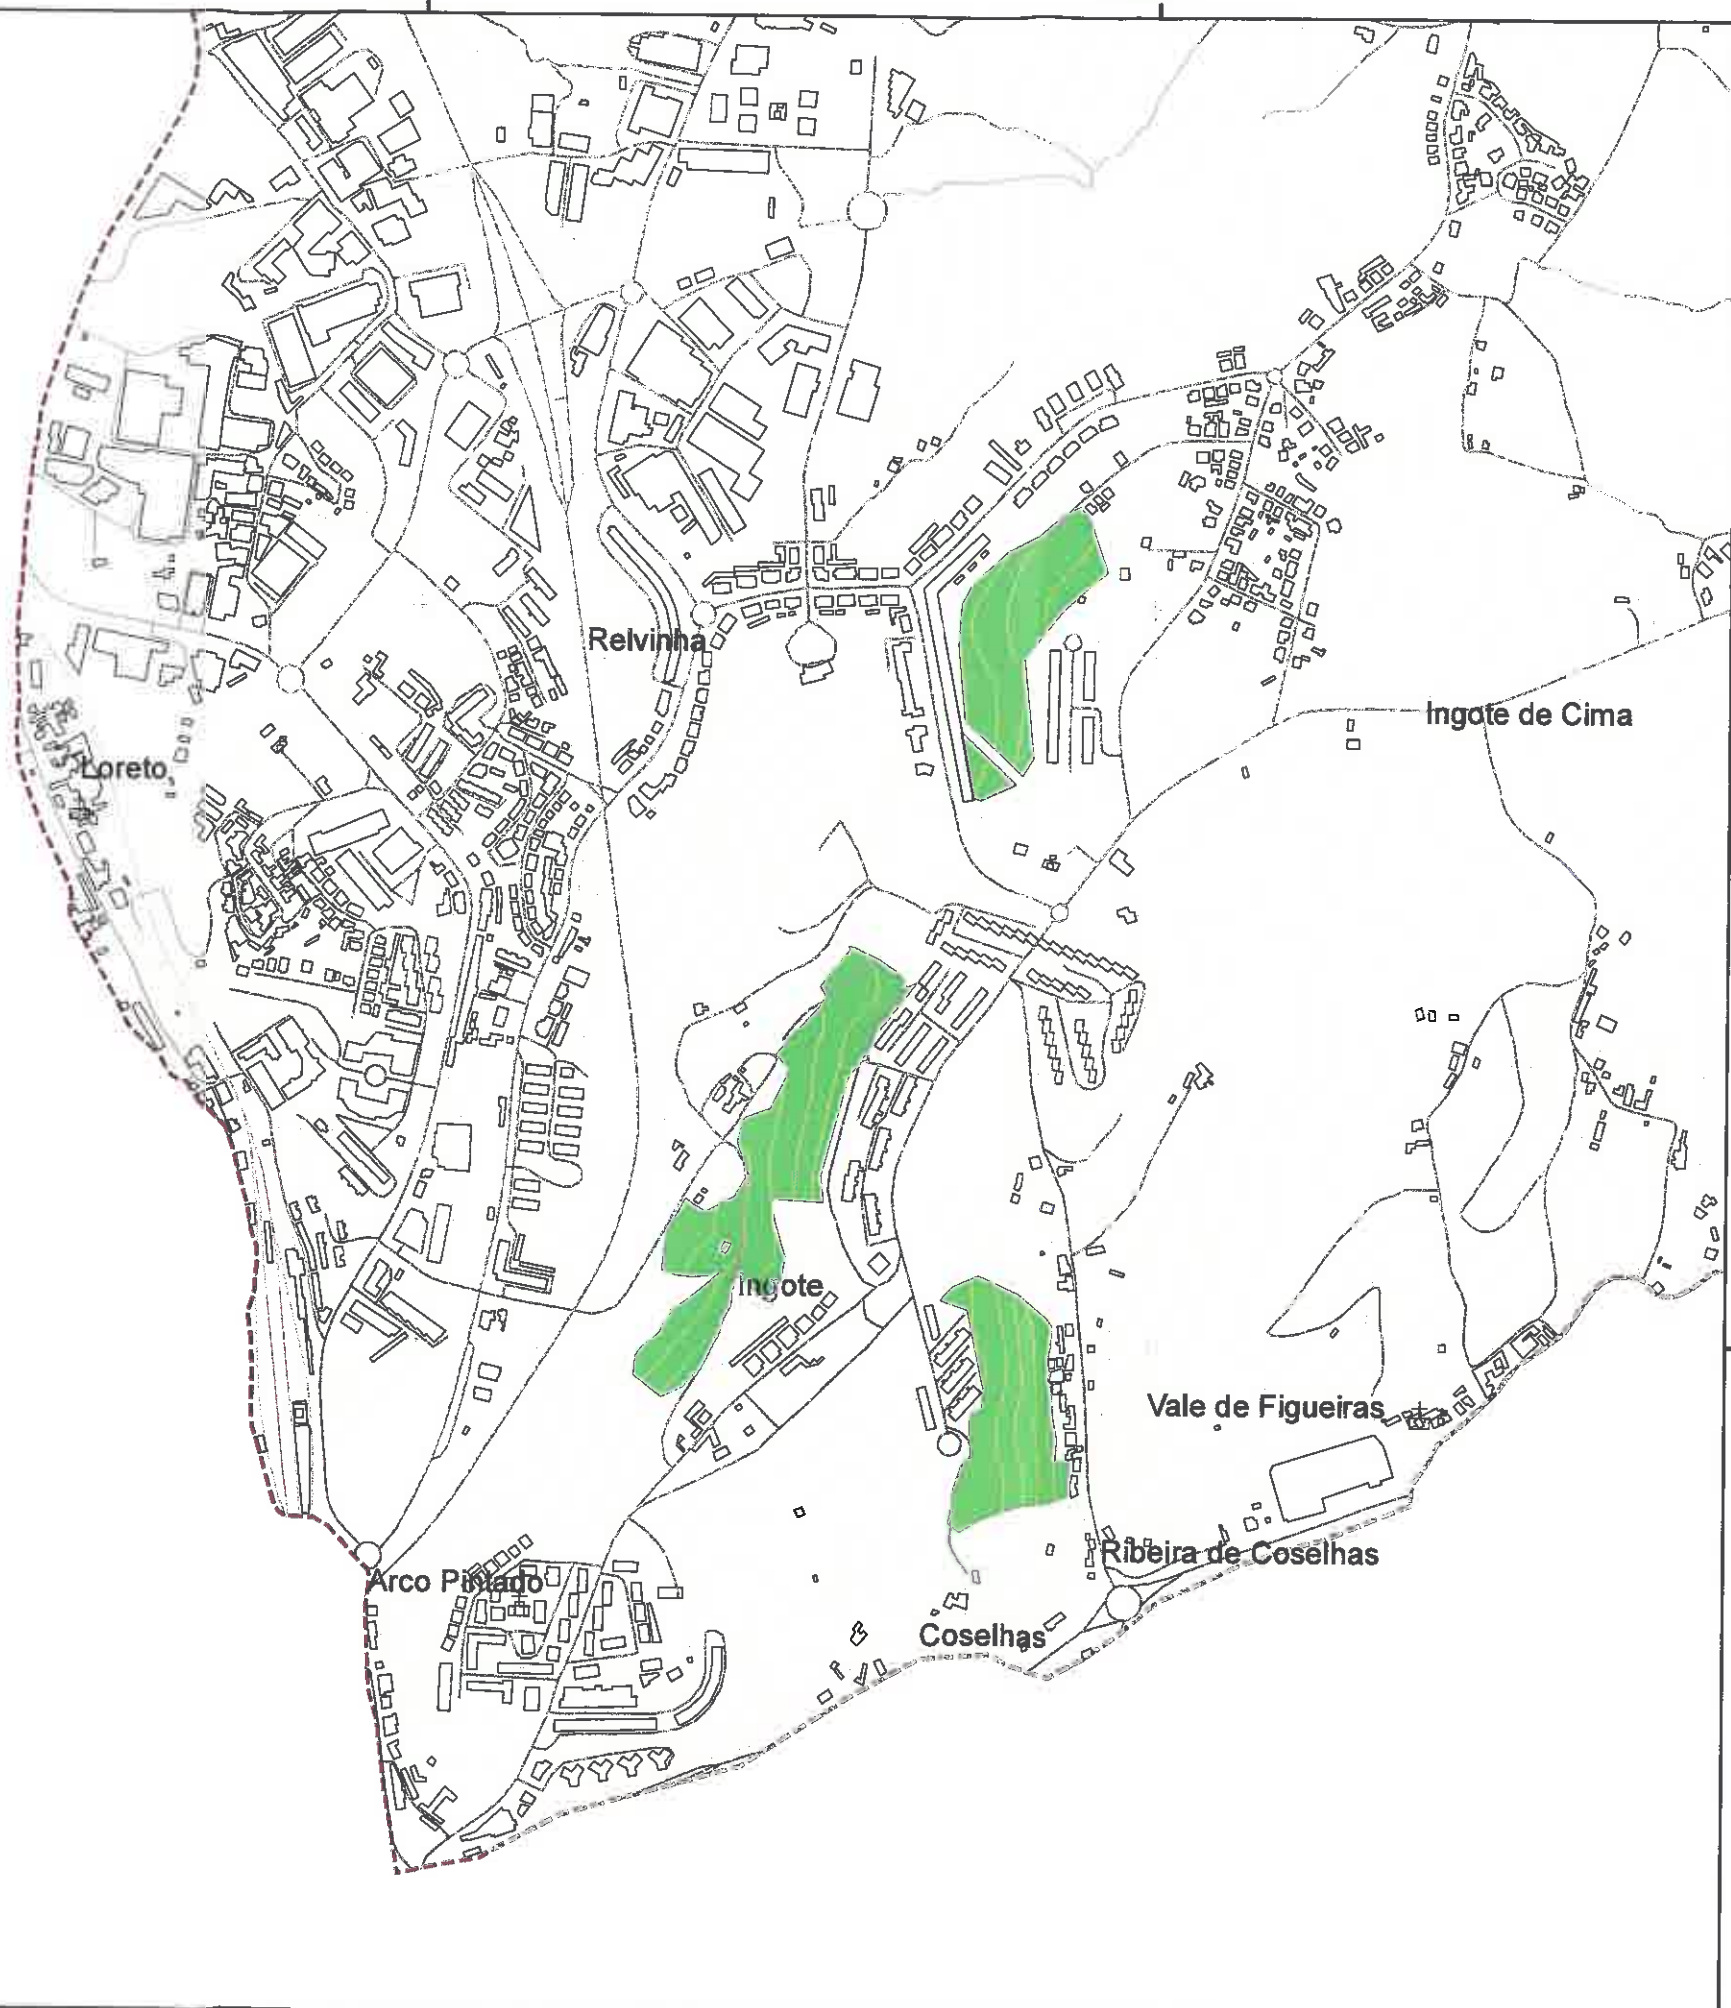 Relvinha
Ingote de Cima
Loreto
Ingote
Vale de Figueiras
Ribeira de Coselhas
Arco Pintado
Coselhas